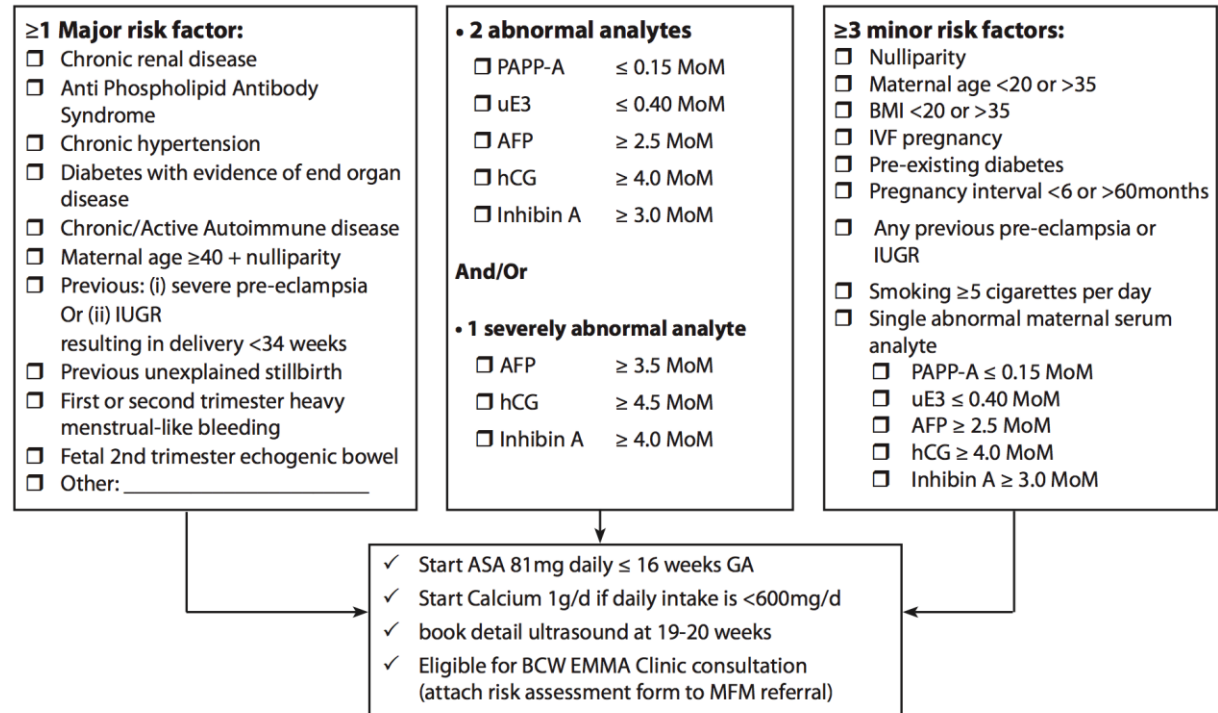 ≥1 Major risk factor:
❒ Chronic renal disease
❒ Anti Phospholipid Antibody
Syndrome
❒ Chronic hypertension
❒ Diabetes with evidence of end organ
disease
❒ Chronic/Active Autoimmune disease
❒ Maternal age ≥40 + nulliparity
❒ Previous: (i) severe pre-eclampsia
Or (ii) IUGR
resulting in delivery <34 weeks
❒ Previous unexplained stillbirth
❒ First or second trimester heavy
menstrual-like bleeding
❒ Fetal 2nd trimester echogenic bowel
❒ Other: ________________________
• 2 abnormal analytes
❒ PAPP-A ≤ 0.15 MoM
❒ uE3 ≤ 0.40 MoM
❒ AFP ≥ 2.5 MoM
❒ hCG ≥ 4.0 MoM
❒ Inhibin A ≥ 3.0 MoM
And/Or
• 1 severely abnormal analyte
❒ AFP ≥ 3.5 MoM
❒ hCG ≥ 4.5 MoM
❒ Inhibin A ≥ 4.0 MoM
≥3 minor risk factors:
❒ Nulliparity
❒ Maternal age <20 or >35
❒ BMI <20 or >35
❒ IVF pregnancy
❒ Pre-existing diabetes
❒ Pregnancy interval <6 or >60months
❒ Any previous pre-eclampsia or
IUGR
❒ Smoking ≥5 cigarettes per day
❒ Single abnormal maternal serum
analyte
❒ PAPP-A ≤ 0.15 MoM
❒ uE3 ≤ 0.40 MoM
❒ AFP ≥ 2.5 MoM
❒ hCG ≥ 4.0 MoM
❒ Inhibin A ≥ 3.0 MoM
✓ Start ASA 81mg daily ≤ 16 weeks GA
✓ Start Calcium 1g/d if daily intake is <600mg/d
✓ book detail ultrasound at 19-20 weeks
✓ Eligible for BCW EMMA Clinic consultation
(attach risk assessment form to MFM referral)